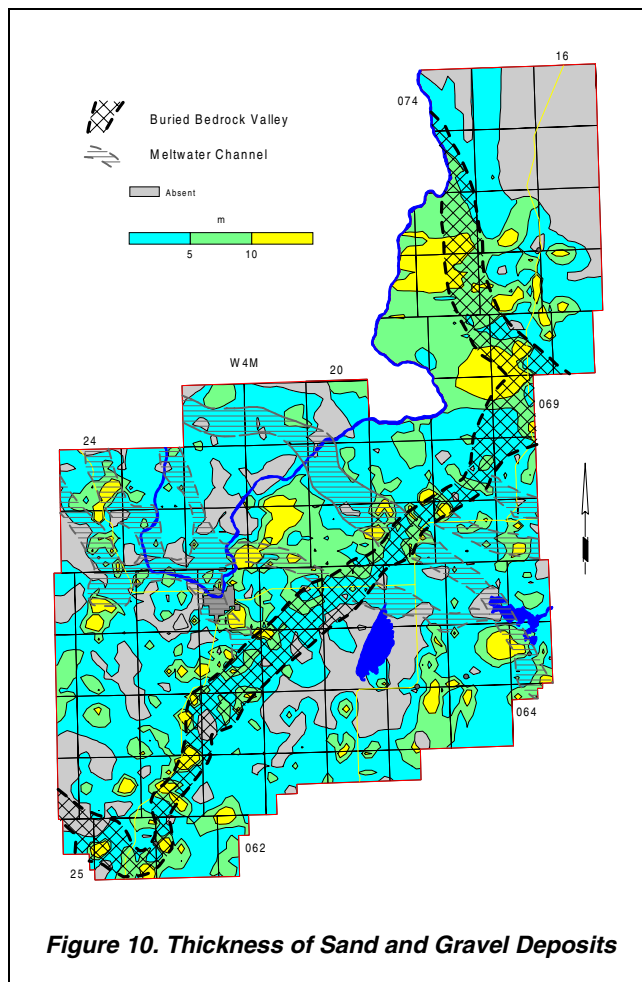 16
074
Buried Bedrock Valley
Meltwater Channel
Absent
m
5 10
W4M 20
069
24
064
062
25
Figure 10. Thickness of Sand and Gravel Deposits